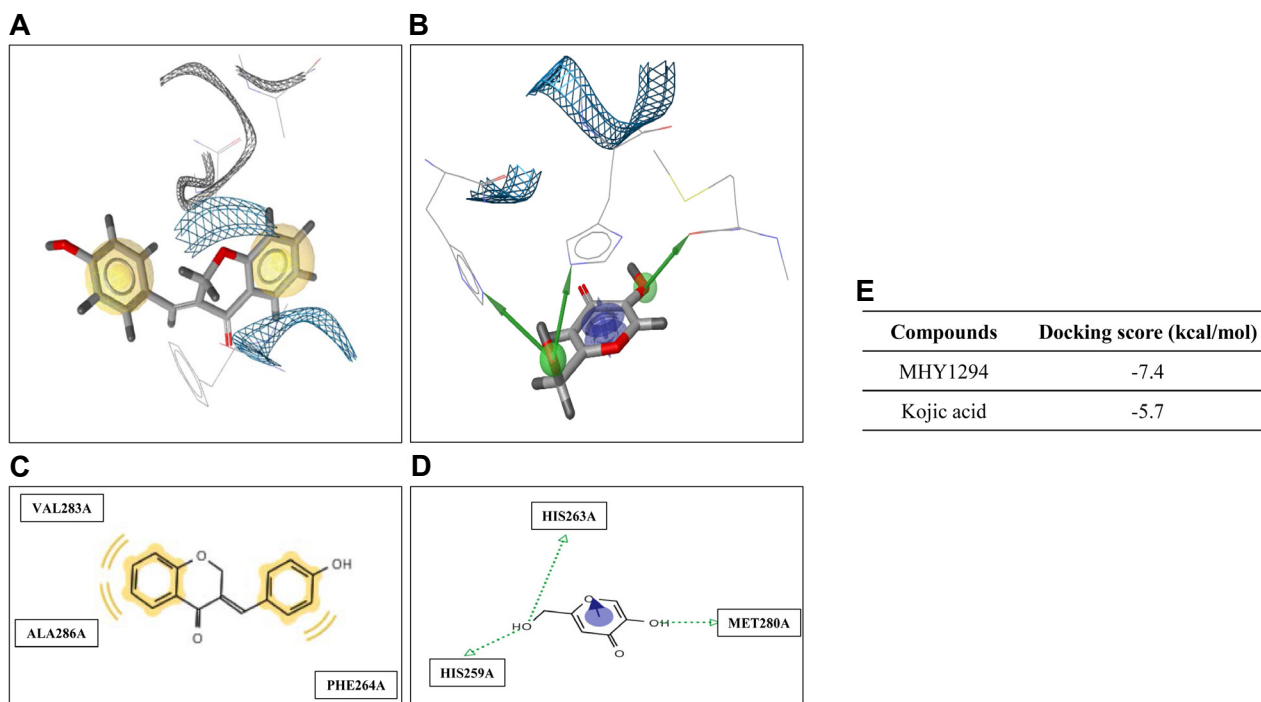 A
B
E
Compounds Docking score (kcal/mol)
MHY1294 -7.4
Kojic acid -5.7
C
VAL283A
O
OH
ALA286A
O
PHE264A
D
HIS263A
O
HO
OH
MET280A
O
HIS259A